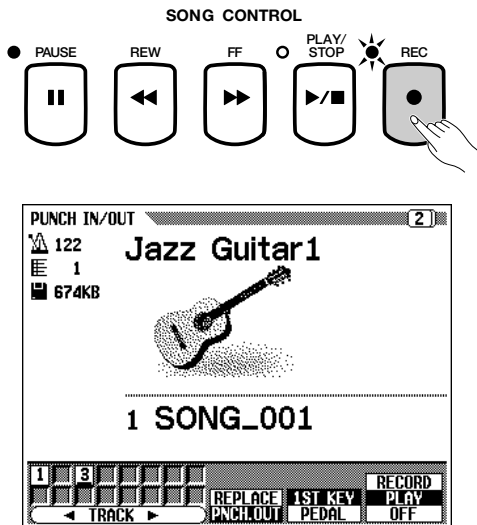 SONG CONTROL
PAUSE REW FF PLAY/STOP REC
PUNCH IN/OUT 2
122
1
674KB
Jazz Guitar1
1 SONG_001
1 3
RECORD
REPLACE 1ST KEY PLAY
TRACK PNCH.OUT PEDAL OFF